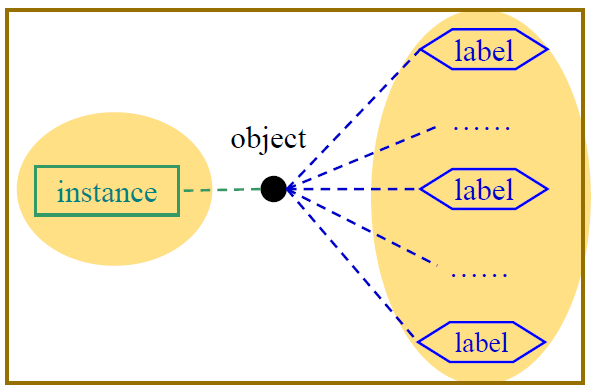 label
object
......
instance
label
......
label